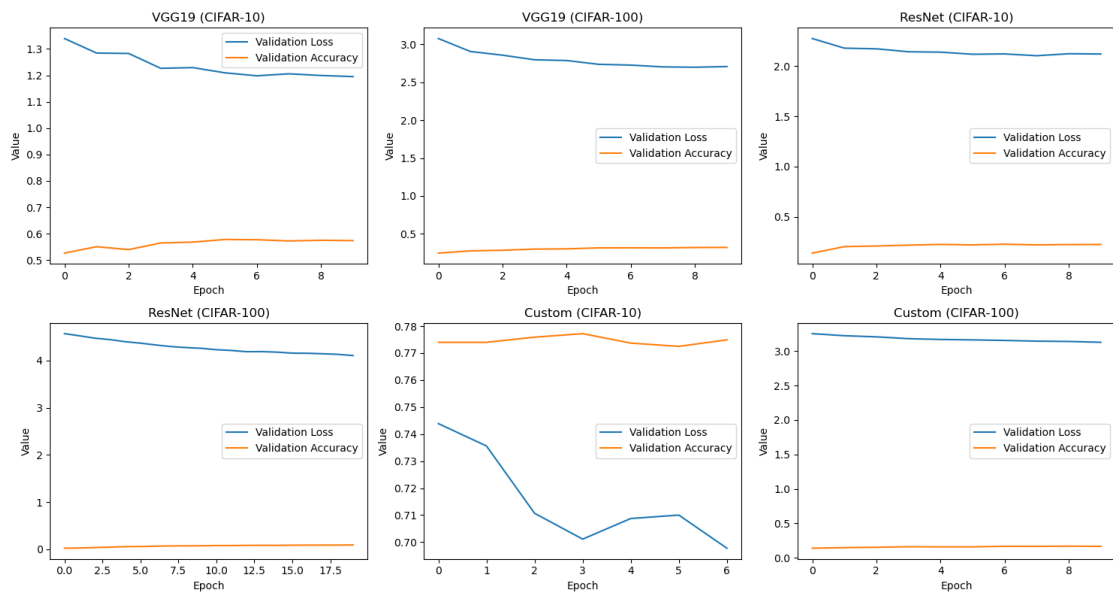 VGG19 (CIFAR-10)
1.3
1.2
1.1
1.0
0.9
0.8
0.7
0.6
0.5
Value
Validation Loss
Validation Accuracy
0 2 4 6 8
Epoch
VGG19 (CIFAR-100)
3.0
2.5
2.0
1.5
1.0
0.5
Value
Validation Loss
Validation Accuracy
0 2 4 6 8
Epoch
ResNet (CIFAR-10)
2.0
1.5
1.0
0.5
Value
Validation Loss
Validation Accuracy
0 2 4 6 8
Epoch
ResNet (CIFAR-100)
4
3
2
1
0
Value
Validation Loss
Validation Accuracy
0.0 2.5 5.0 7.5 10.0 12.5 15.0 17.5
Epoch
Custom (CIFAR-10)
0.78
0.77
0.76
0.75
0.74
0.73
0.72
0.71
0.70
Value
Validation Loss
Validation Accuracy
0 1 2 3 4 5 6
Epoch
Custom (CIFAR-100)
3.0
2.5
2.0
1.5
1.0
0.5
0.0
Value
Validation Loss
Validation Accuracy
0 2 4 6 8
Epoch